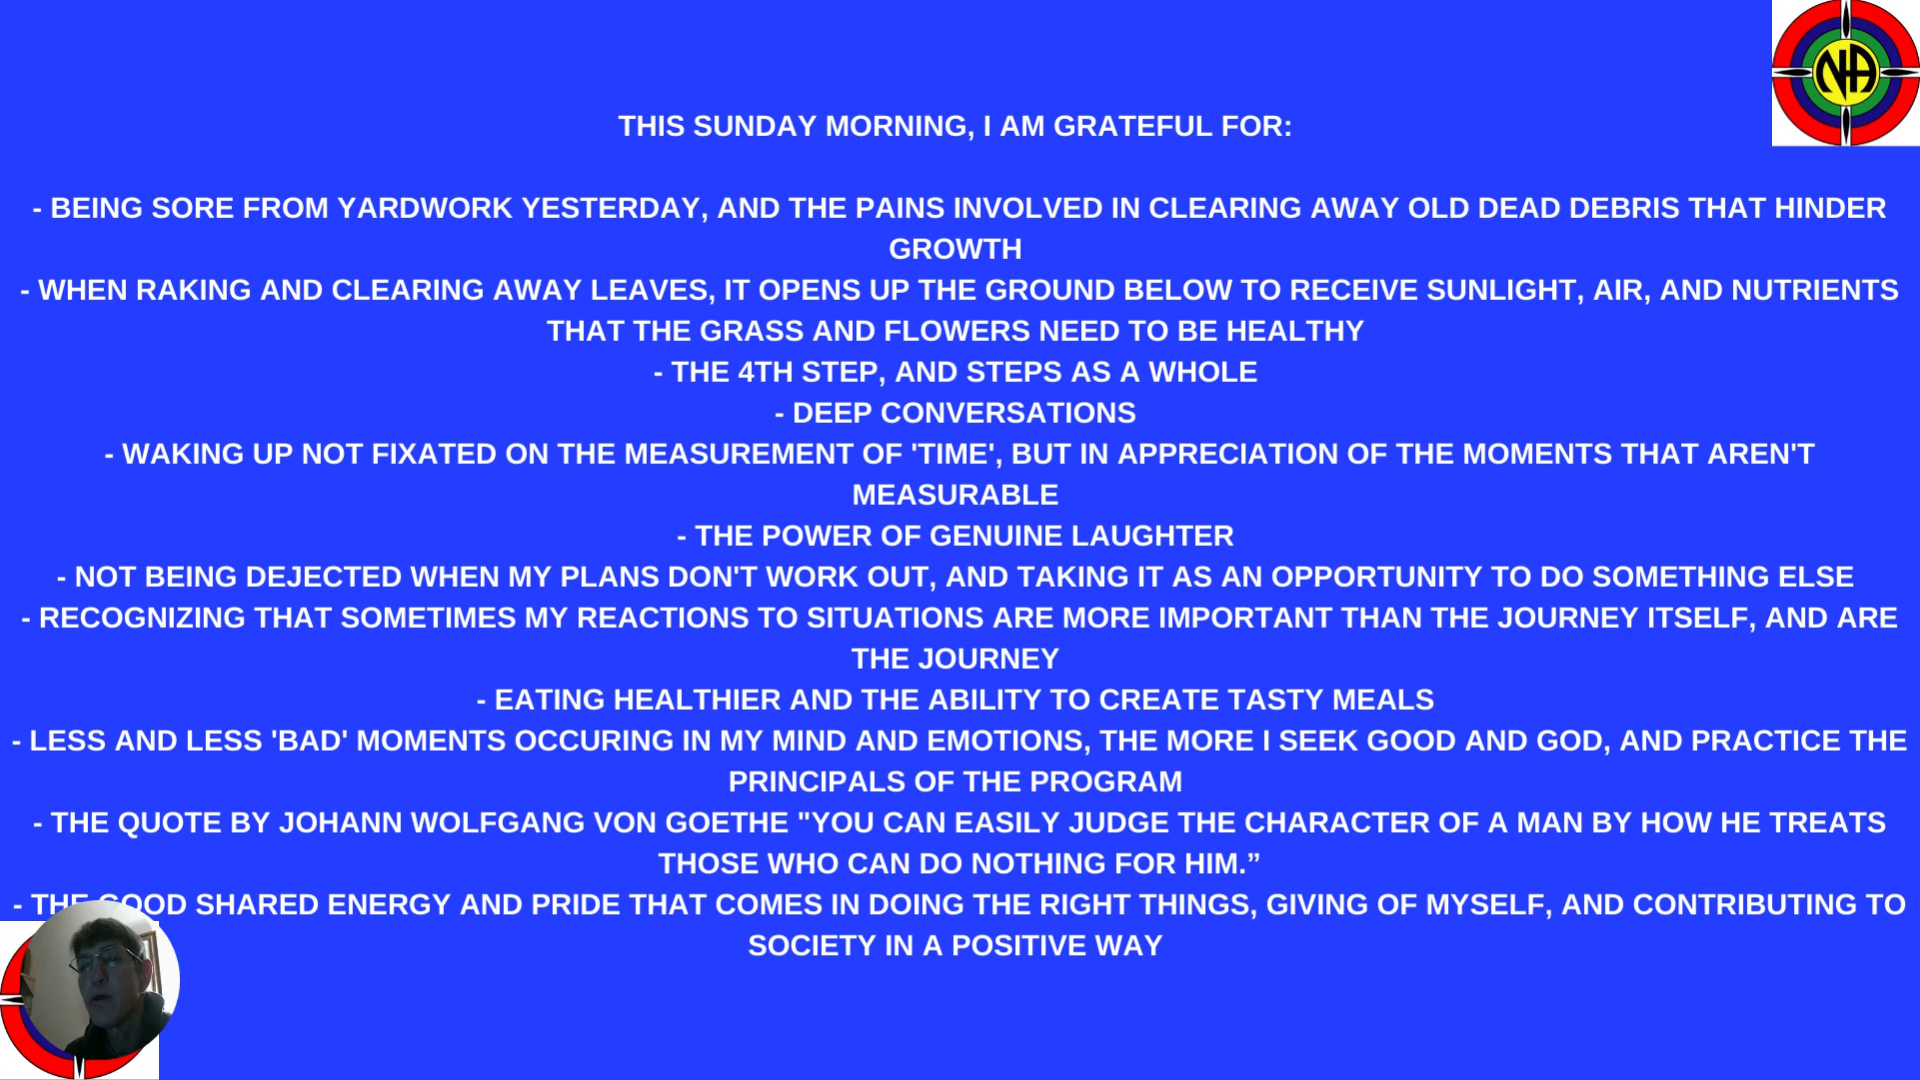 NA
THIS SUNDAY MORNING, I AM GRATEFUL FOR:
- BEING SORE FROM YARDWORK YESTERDAY, AND THE PAINS INVOLVED IN CLEARING AWAY OLD DEAD DEBRIS THAT HINDER
GROWTH
- WHEN RAKING AND CLEARING AWAY LEAVES, IT OPENS UP THE GROUND BELOW TO RECEIVE SUNLIGHT, AIR, AND NUTRIENTS
THAT THE GRASS AND FLOWERS NEED TO BE HEALTHY
- THE 4TH STEP, AND STEPS AS A WHOLE
- DEEP CONVERSATIONS
- WAKING UP NOT FIXATED ON THE MEASUREMENT OF 'TIME', BUT IN APPRECIATION OF THE MOMENTS THAT AREN'T
MEASURABLE
- THE POWER OF GENUINE LAUGHTER
- NOT BEING DEJECTED WHEN MY PLANS DON'T WORK OUT, AND TAKING IT AS AN OPPORTUNITY TO DO SOMETHING ELSE
- RECOGNIZING THAT SOMETIMES MY REACTIONS TO SITUATIONS ARE MORE IMPORTANT THAN THE JOURNEY ITSELF, AND ARE
THE JOURNEY
- EATING HEALTHIER AND THE ABILITY TO CREATE TASTY MEALS
- LESS AND LESS 'BAD' MOMENTS OCCURING IN MY MIND AND EMOTIONS, THE MORE I SEEK GOOD AND GOD, AND PRACTICE THE
PRINCIPALS OF THE PROGRAM
- THE QUOTE BY JOHANN WOLFGANG VON GOETHE "YOU CAN EASILY JUDGE THE CHARACTER OF A MAN BY HOW HE TREATS
THOSE WHO CAN DO NOTHING FOR HIM.”
- THE GOOD SHARED ENERGY AND PRIDE THAT COMES IN DOING THE RIGHT THINGS, GIVING OF MYSELF, AND CONTRIBUTING TO
SOCIETY IN A POSITIVE WAY